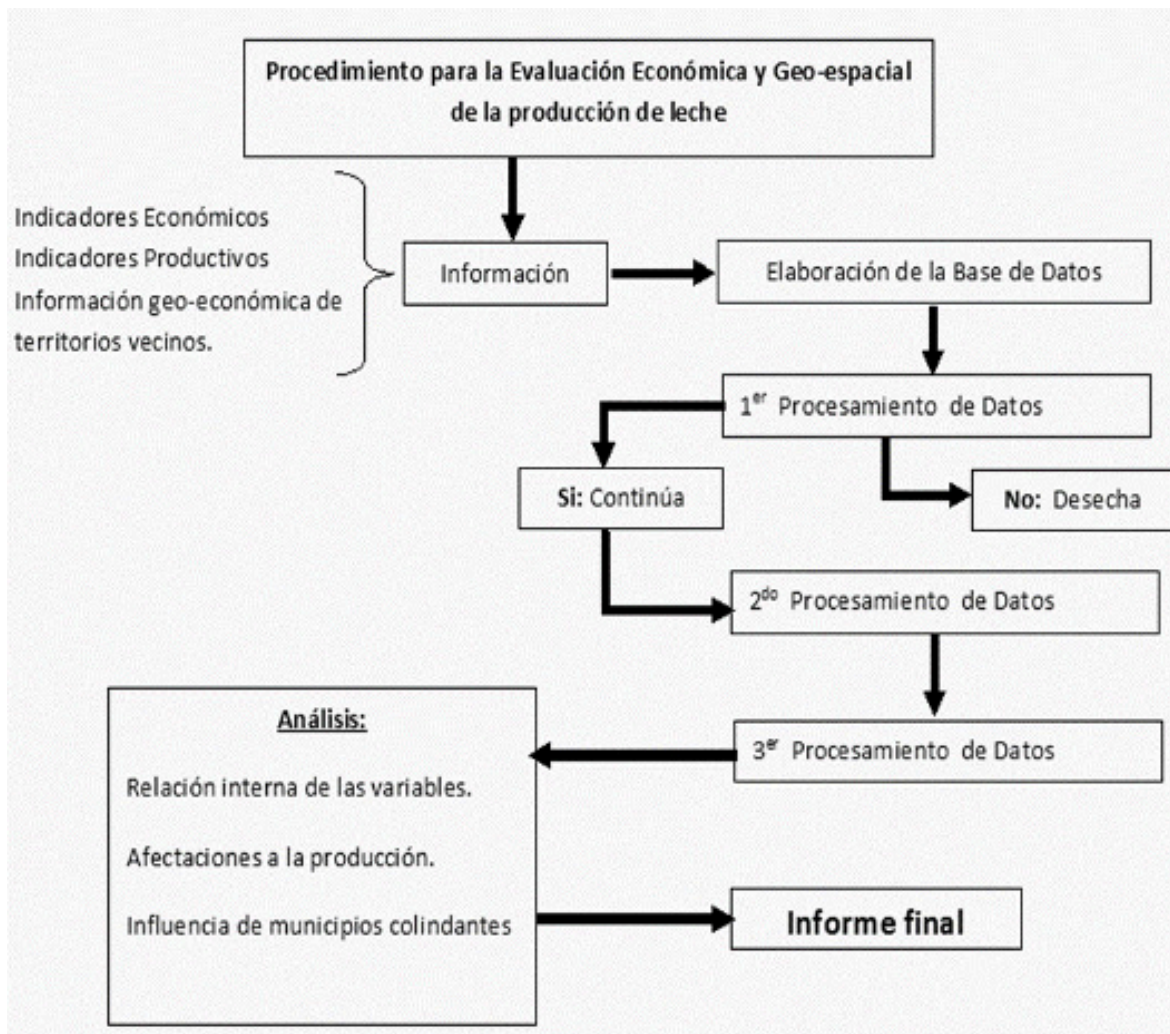 Procedimiento para la Evaluación Económica y Geo-espacial
de la producción de leche
Indicadores Económicos
Indicadores Productivos
Información geo-económica de
territorios vecinos.
Información
Elaboración de la Base de Datos
1er Procesamiento de Datos
Si: Continúa
No: Desecha
2do Procesamiento de Datos
3er Procesamiento de Datos
Análisis:
Relación interna de las variables.
Afectaciones a la producción.
Influencia de municipios colindantes
Informe final